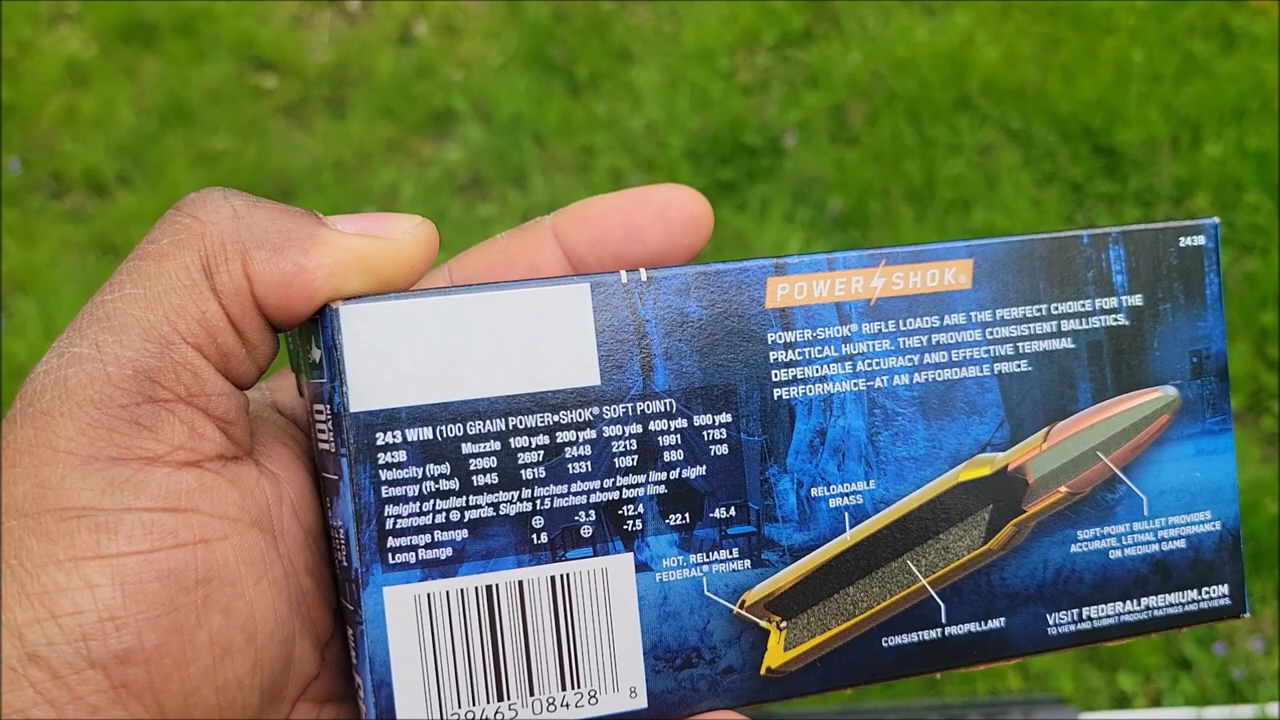 243B
POWER SHOK®
POWER-SHOK® RIFLE LOADS ARE THE PERFECT CHOICE FOR THE
PRACTICAL HUNTER. THEY PROVIDE CONSISTENT BALLISTICS,
DEPENDABLE ACCURACY AND EFFECTIVE TERMINAL
PERFORMANCE–AT AN AFFORDABLE PRICE.
100
GRAIN
243 WIN (100 GRAIN POWER•SHOK® SOFT POINT)
243B Muzzle 100 yds 200 yds 300 yds 400 yds 500 yds
Velocity (fps) 2960 2697 2448 2213 1991 1783
Energy (ft-lbs) 1945 1615 1331 1087 880 706
Height of bullet trajectory in inches above or below line of sight
if zeroed at ⊕ yards. Sights 1.5 inches above bore line.
Average Range ⊕ -3.3 -12.4
Long Range 1.6 ⊕ -7.5 -22.1 -45.4
RELOADABLE
BRASS
HOT, RELIABLE
FEDERAL® PRIMER
SOFT-POINT BULLET PROVIDES
ACCURATE, LETHAL PERFORMANCE
ON MEDIUM GAME
CONSISTENT PROPELLANT
VISIT FEDERALPREMIUM.COM
TO VIEW AND SUBMIT PRODUCT RATINGS AND REVIEWS.
29465 08428 8